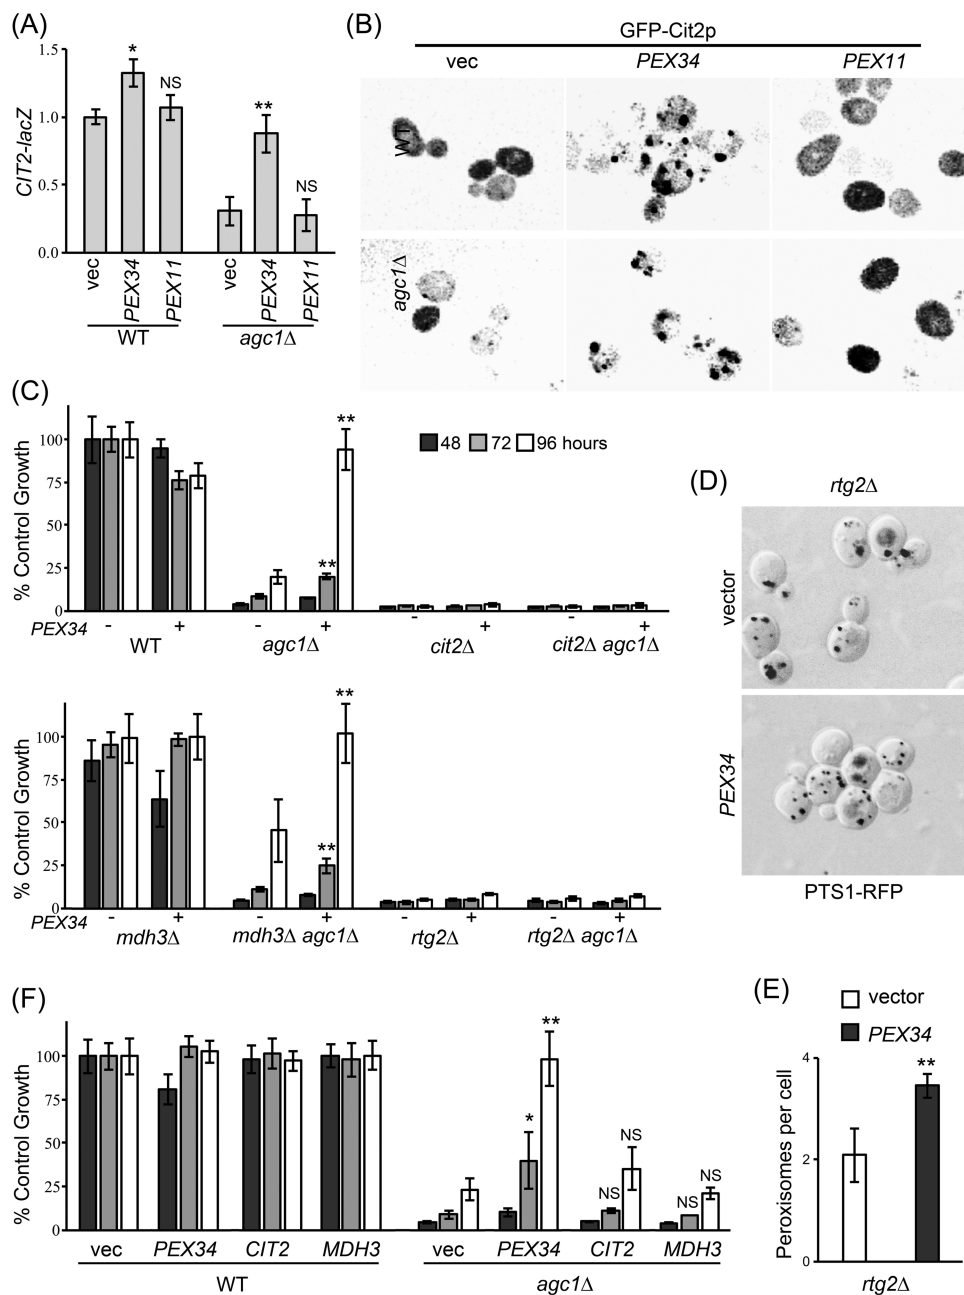 (A)
1.5
1.0
0.5
0.0
CIT2-lacZ
*
NS
**
NS
vec
PEX34
PEX11
vec
PEX34
PEX11
WT
agc1Δ
(B)
GFP-Cit2p
vec
PEX34
PEX11
WT
agc1Δ
(C)
100
75
50
25
0
% Control Growth
48 72 96 hours
**
**
PEX34 - + - + - + - +
WT agc1Δ cit2Δ cit2Δ agc1Δ
100
75
50
25
0
% Control Growth
**
**
PEX34 - + - + - + - +
mdh3Δ mdh3Δ agc1Δ rtg2Δ rtg2Δ agc1Δ
(D)
rtg2Δ
vector
PEX34
PTS1-RFP
(F)
100
75
50
25
0
% Control Growth
*
**
NS
NS
NS
NS
vec PEX34 CIT2 MDH3 vec PEX34 CIT2 MDH3
WT agc1Δ
(E)
vector
PEX34
4
2
0
Peroxisomes per cell
**
rtg2Δ